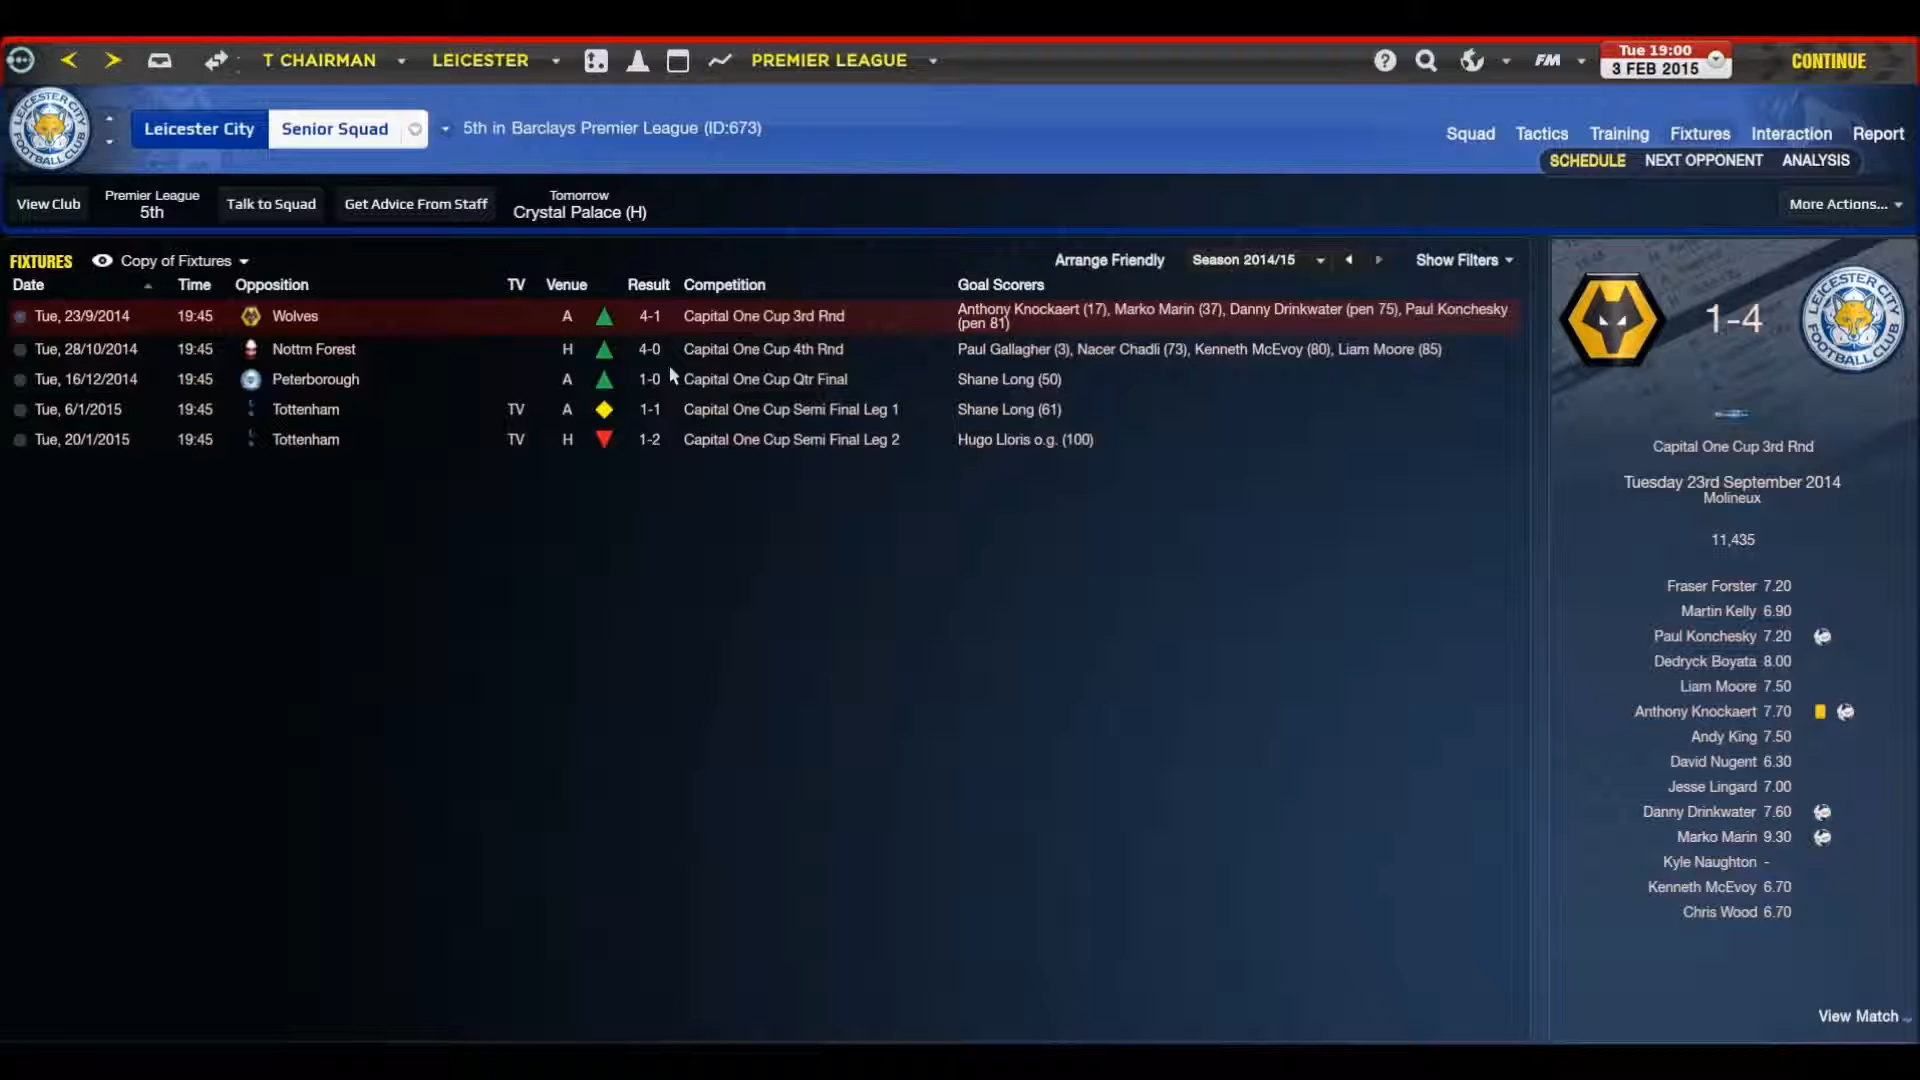 T CHAIRMAN LEICESTER PREMIER LEAGUE FM Tue 19:00 3 FEB 2015 CONTINUE
Leicester City Senior Squad 5th in Barclays Premier League (ID:673)
Squad Tactics Training Fixtures Interaction Report
SCHEDULE NEXT OPPONENT ANALYSIS
View Club Premier League 5th Talk to Squad Get Advice From Staff Tomorrow Crystal Palace (H) More Actions...
FIXTURES Copy of Fixtures Arrange Friendly Season 2014/15 Show Filters
Date Time Opposition TV Venue Result Competition Goal Scorers
Tue, 23/9/2014 19:45 Wolves A 4-1 Capital One Cup 3rd Rnd Anthony Knockaert (17), Marko Marin (37), Danny Drinkwater (pen 75), Paul Konchesky
(pen 81)
Tue, 28/10/2014 19:45 Nottm Forest H 4-0 Capital One Cup 4th Rnd Paul Gallagher (3), Nacer Chadli (73), Kenneth McEvoy (80), Liam Moore (85)
Tue, 16/12/2014 19:45 Peterborough A 1-0 Capital One Cup Qtr Final Shane Long (50)
Tue, 6/1/2015 19:45 Tottenham TV A 1-1 Capital One Cup Semi Final Leg 1 Shane Long (61)
Tue, 20/1/2015 19:45 Tottenham TV H 1-2 Capital One Cup Semi Final Leg 2 Hugo Lloris o.g. (100)
1-4
LEICESTER CITY
FOOTBALL CLUB
Capital One Cup 3rd Rnd
Tuesday 23rd September 2014
Molineux
11,435
Fraser Forster 7.20
Martin Kelly 6.90
Paul Konchesky 7.20
Dedryck Boyata 8.00
Liam Moore 7.50
Anthony Knockaert 7.70
Andy King 7.50
David Nugent 6.30
Jesse Lingard 7.00
Danny Drinkwater 7.60
Marko Marin 9.30
Kyle Naughton -
Kenneth McEvoy 6.70
Chris Wood 6.70
View Match